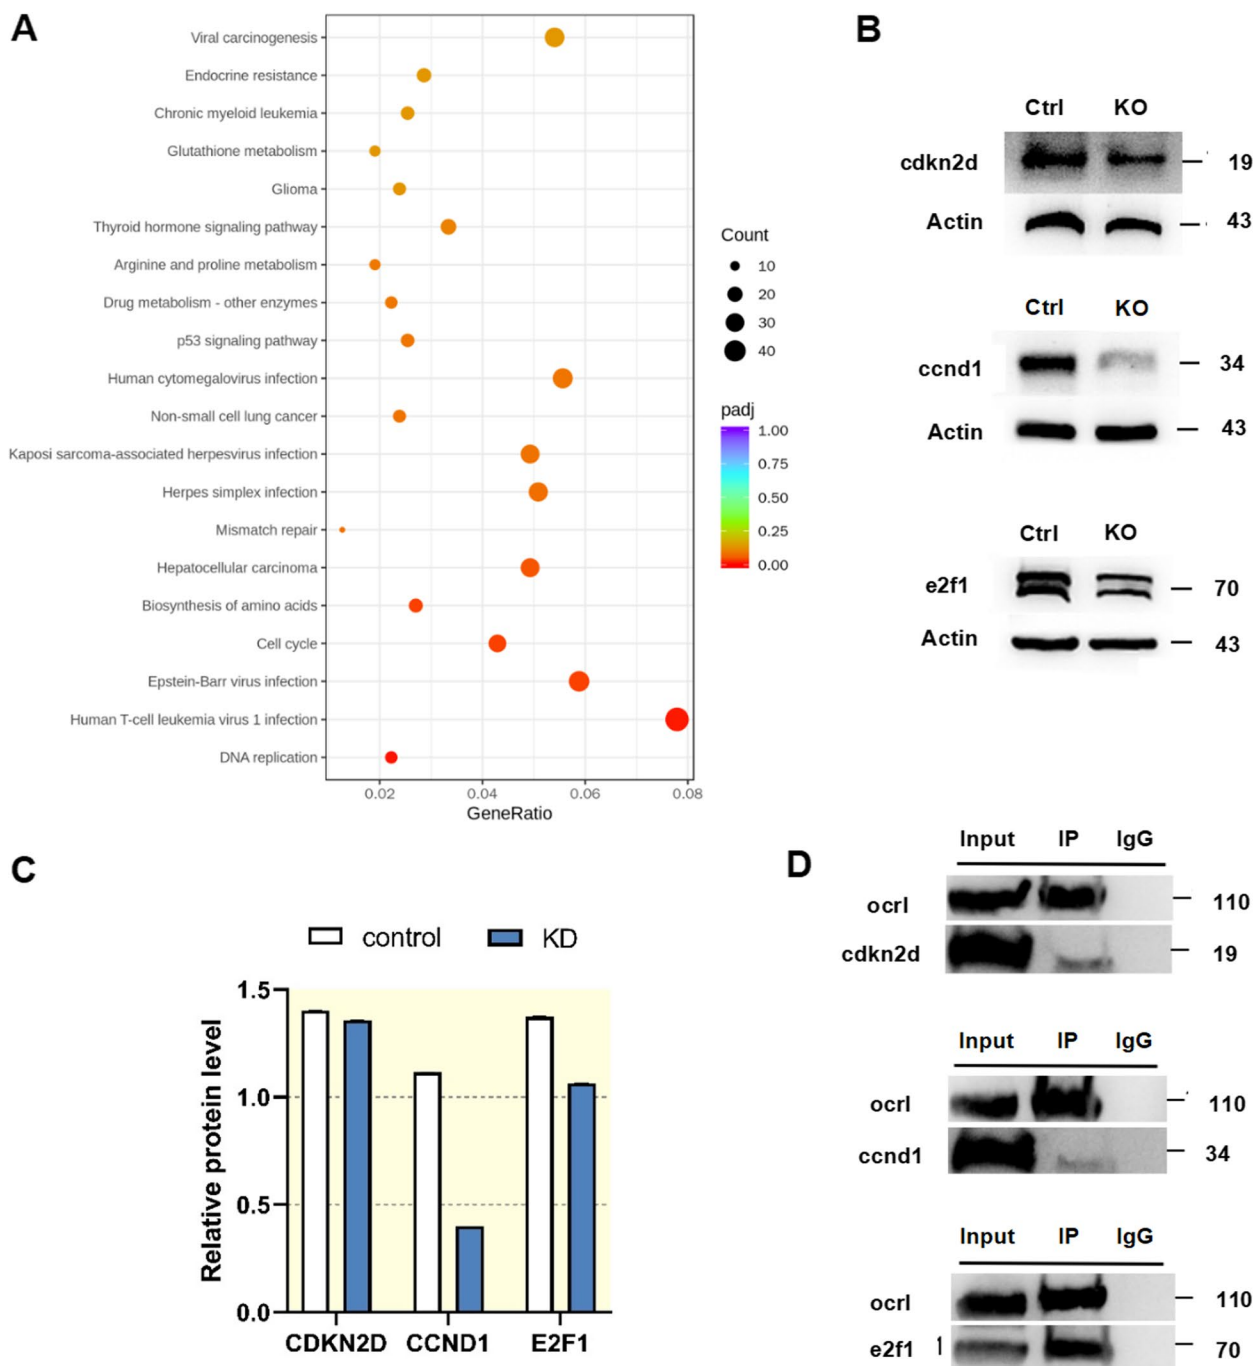 A
Viral carcinogenesis
Endocrine resistance
Chronic myeloid leukemia
Glutathione metabolism
Glioma
Thyroid hormone signaling pathway
Arginine and proline metabolism
Drug metabolism - other enzymes
p53 signaling pathway
Human cytomegalovirus infection
Non-small cell lung cancer
Kaposi sarcoma-associated herpesvirus infection
Herpes simplex infection
Mismatch repair
Hepatocellular carcinoma
Biosynthesis of amino acids
Cell cycle
Epstein-Barr virus infection
Human T-cell leukemia virus 1 infection
DNA replication
0.02 0.04 0.06 0.08
GeneRatio
Count
10
20
30
40
padj
1.00
0.75
0.50
0.25
0.00
B
Ctrl KO
cdkn2d 19
Actin 43
Ctrl KO
ccnd1 34
Actin 43
Ctrl KO
e2f1 70
Actin 43
C
control KD
Relative protein level
1.5
1.0
0.5
0.0
CDKN2D CCND1 E2F1
D
Input IP IgG
ocrl 110
cdkn2d 19
Input IP IgG
ocrl 110
ccnd1 34
Input IP IgG
ocrl 110
e2f1 70